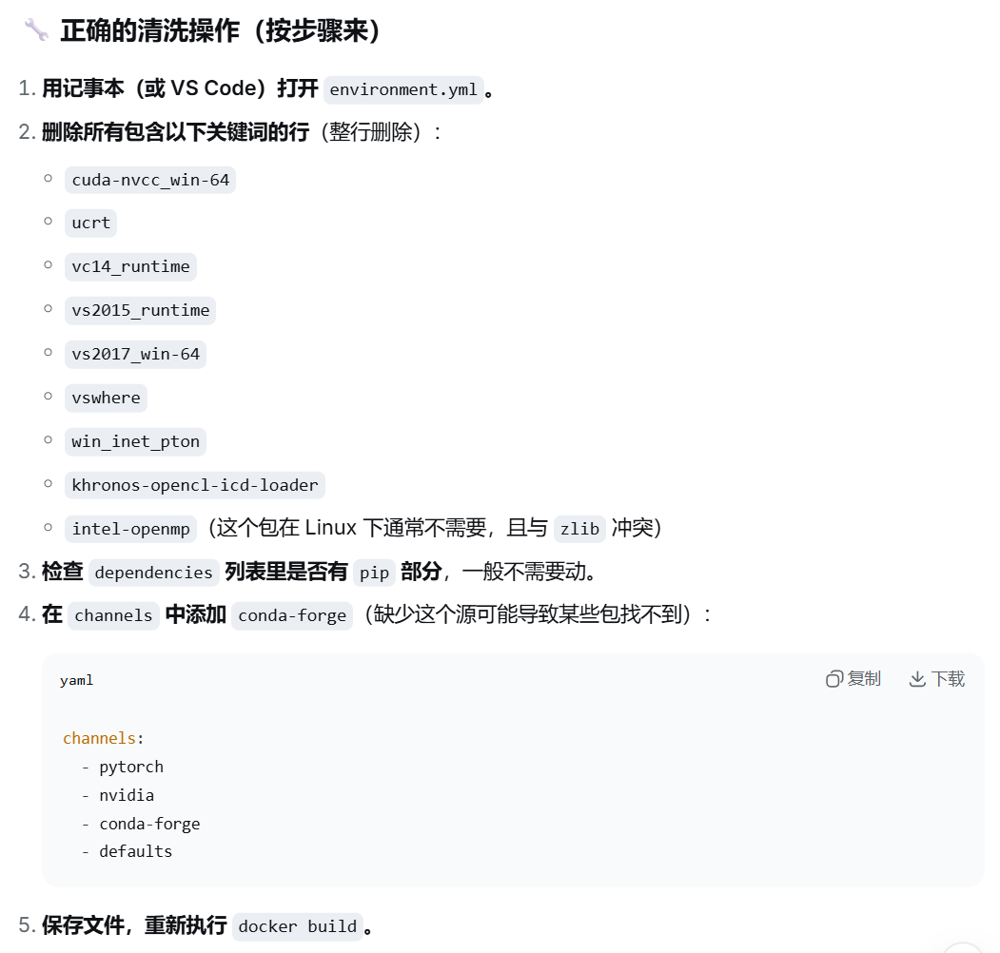 🔧 正确的清洗操作（按步骤来）
1. 用记事本（或 VS Code）打开 environment.yml 。
2. 删除所有包含以下关键词的行（整行删除）：
○ cuda-nvcc_win-64
○ ucrt
○ vc14_runtime
○ vs2015_runtime
○ vs2017_win-64
○ vswhere
○ win_inet_pton
○ khronos-opencl-icd-loader
○ intel-openmp （这个包在 Linux 下通常不需要，且与 zlib 冲突）
3. 检查 dependencies 列表里是否有 pip 部分，一般不需要动。
4. 在 channels 中添加 conda-forge （缺少这个源可能导致某些包找不到）：
yaml 复制 下载
channels:
- pytorch
- nvidia
- conda-forge
- defaults
5. 保存文件，重新执行 docker build 。